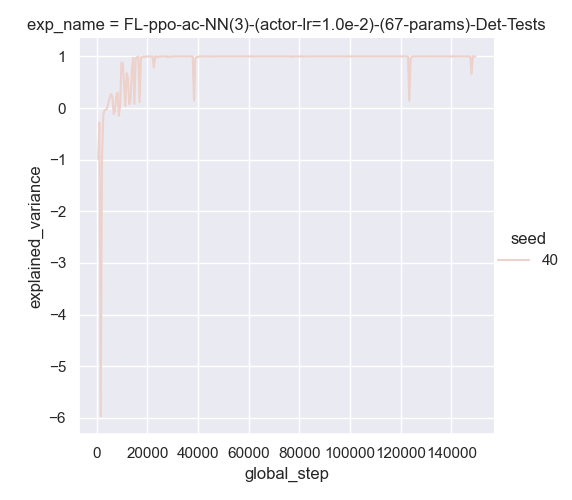 exp_name = FL-ppo-ac-NN(3)-(actor-lr=1.0e-2)-(67-params)-Det-Tests
1
0
−1
−2
−3
−4
−5
−6
explained_variance
0 20000 40000 60000 80000 100000 120000 140000
global_step
seed
40